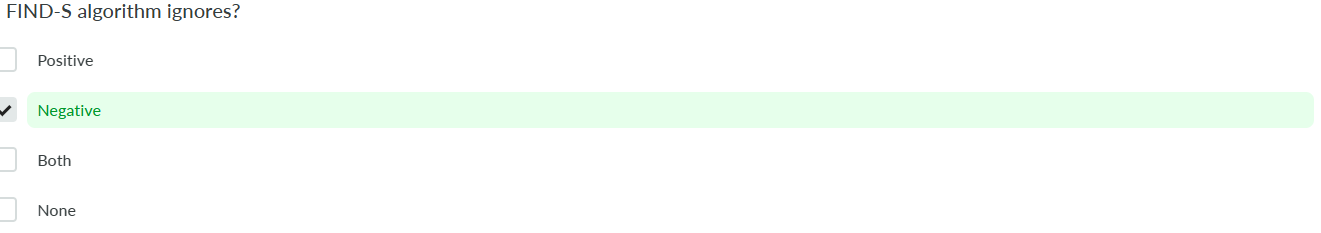 FIND-S algorithm ignores?
Positive
Negative
Both
None